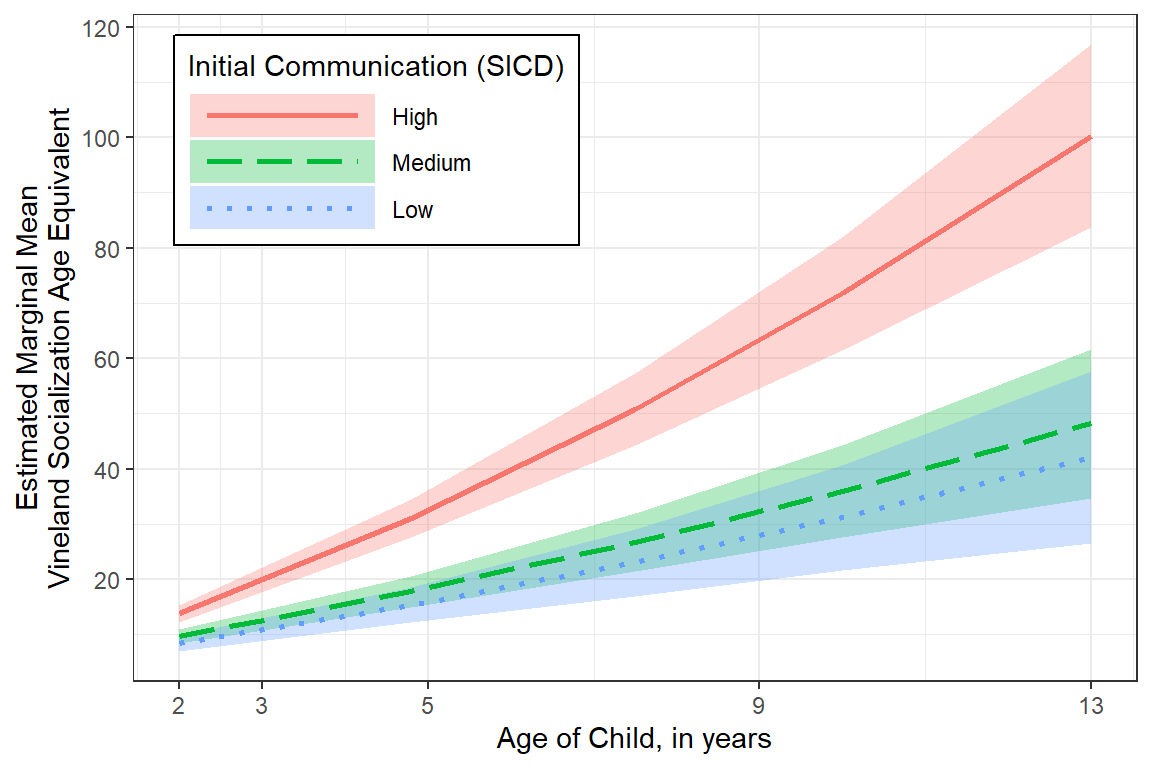 Estimated Marginal Mean
Vineland Socialization Age Equivalent
120
100
80
60
40
20
Initial Communication (SICD)
High
Medium
Low
2 3 5 9 13
Age of Child, in years